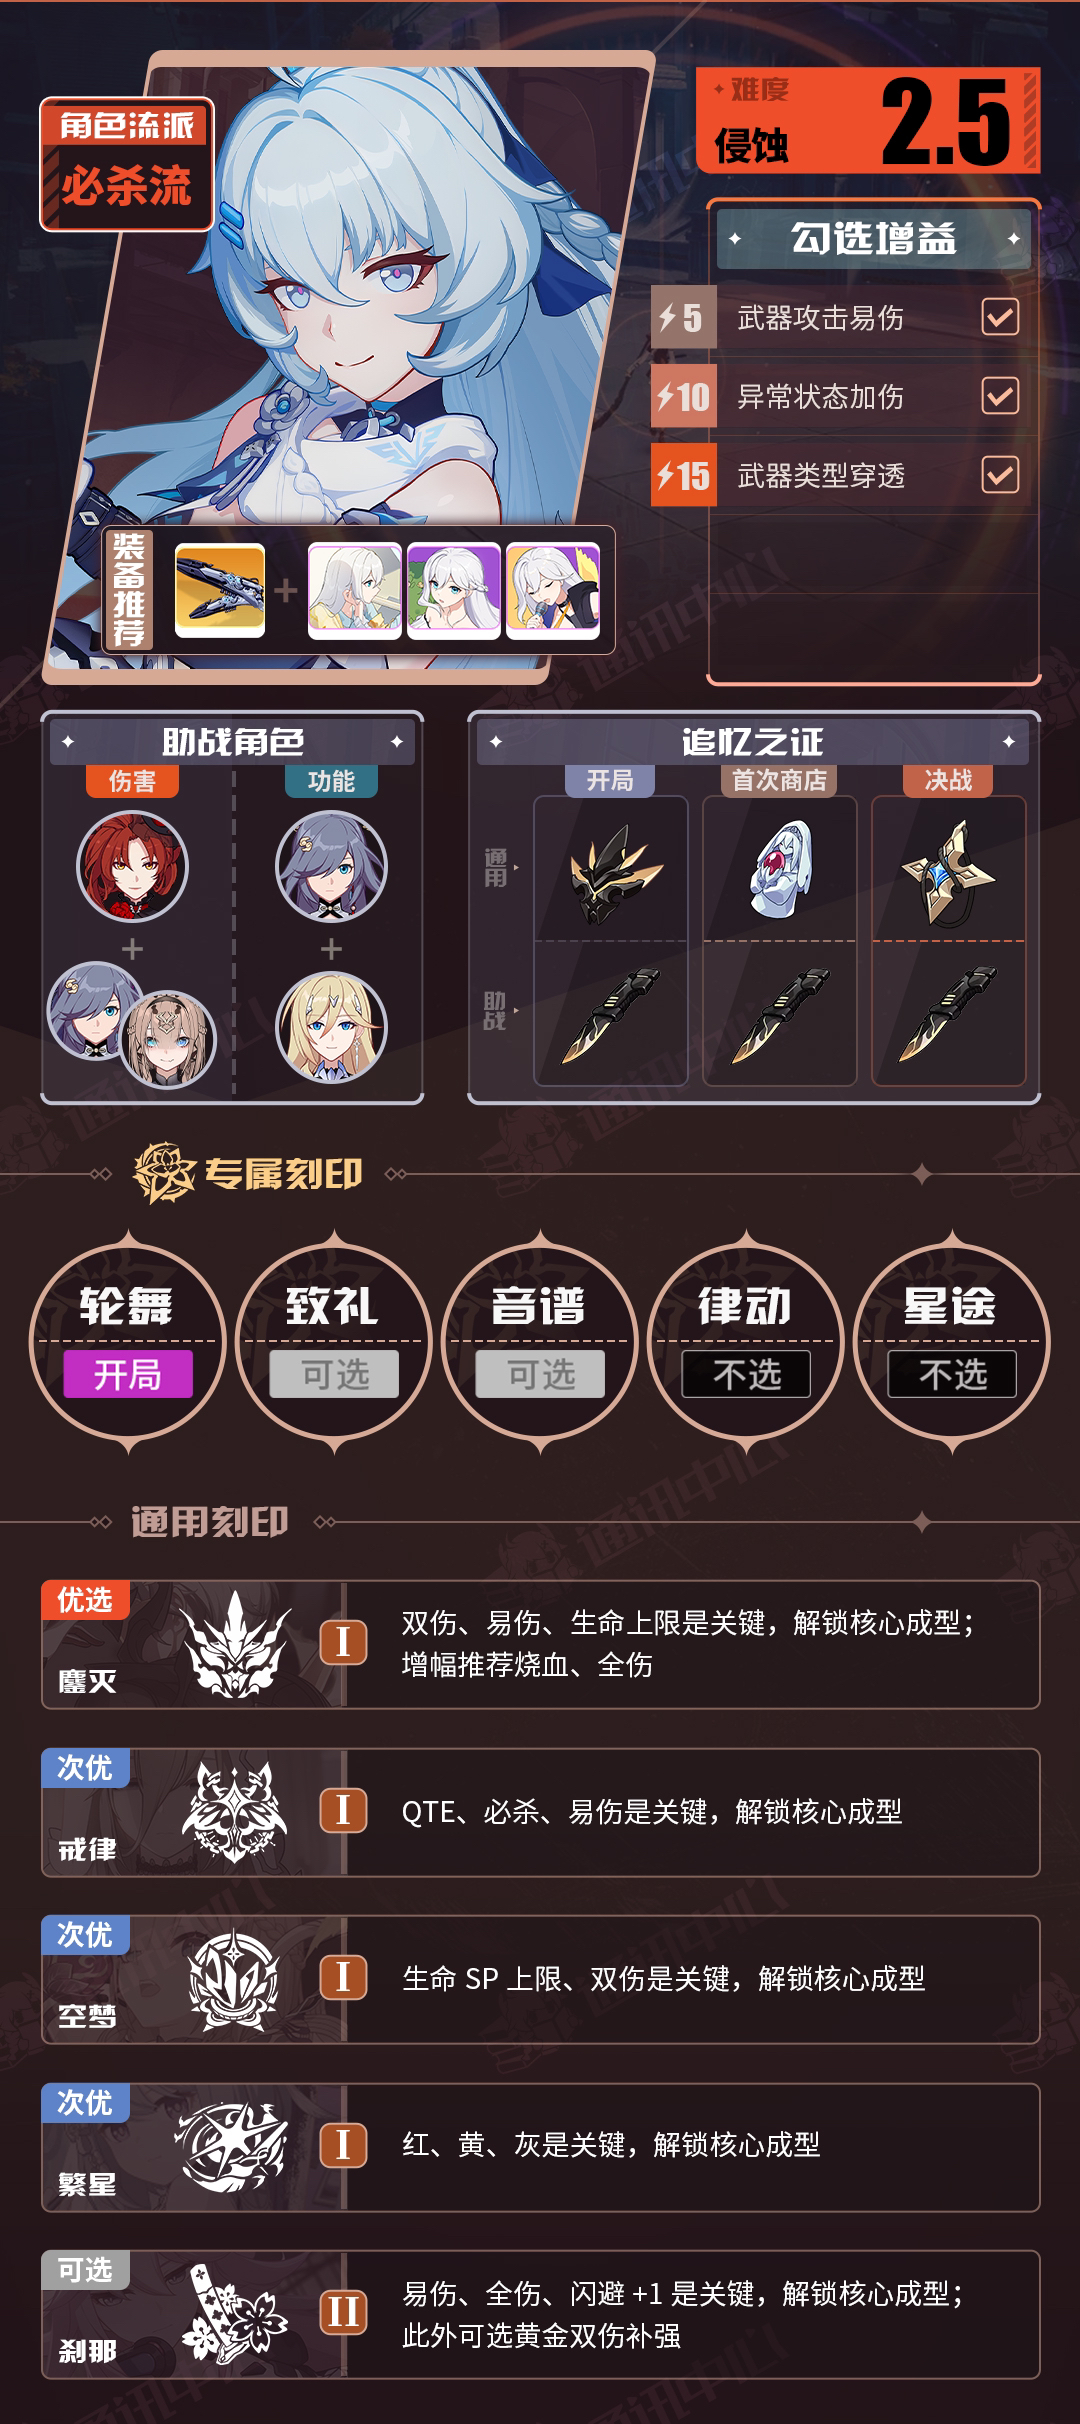 角色流派
必杀流
难度
侵蚀
2.5
勾选增益
5 武器攻击易伤
10 异常状态加伤
15 武器类型穿透
装备推荐
助战角色
伤害
功能
追忆之证
开局
首次商店
决战
通用
助战
专属刻印
轮舞
开局
致礼
可选
音谱
可选
律动
不选
星途
不选
通用刻印
优选
鏖灭
I
双伤、易伤、生命上限是关键，解锁核心成型；
增幅推荐烧血、全伤
次优
戒律
I
QTE、必杀、易伤是关键，解锁核心成型
次优
空梦
I
生命 SP 上限、双伤是关键，解锁核心成型
次优
繁星
I
红、黄、灰是关键，解锁核心成型
可选
刹那
II
易伤、全伤、闪避 +1 是关键，解锁核心成型；
此外可选黄金双伤补强
通讯中心